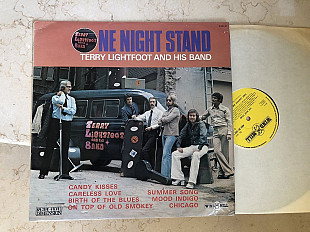 ONE NIGHT STAND
TERRY LIGHTFOOT AND HIS BAND
TERRY
LIGHTFOOT
BAND
CANDY KISSES
CARELESS LOVE SUMMER SONG
BIRTH OF THE BLUES MOOD INDIGO
ON TOP OF OLD SMOKEY CHICAGO